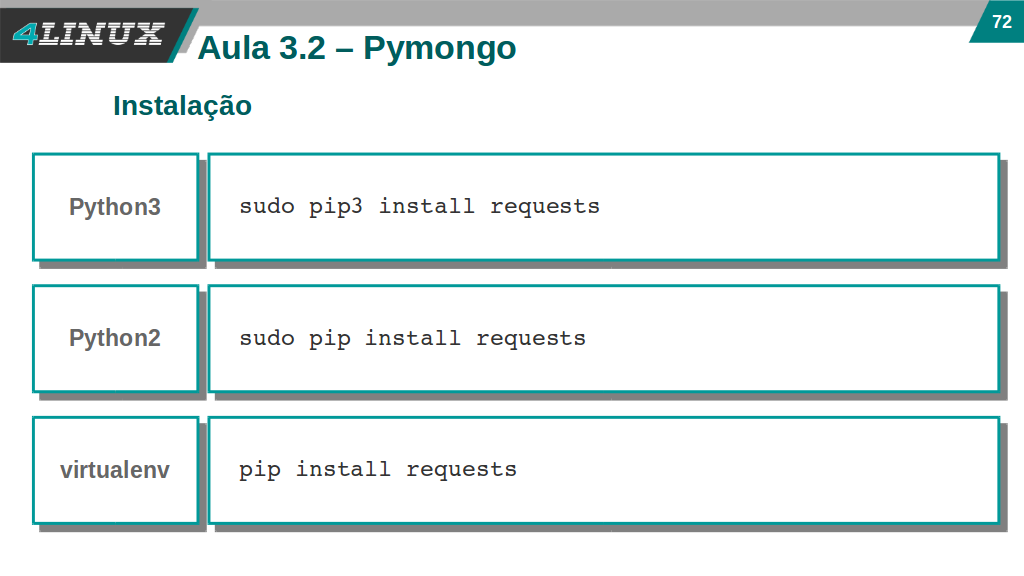 4LINUX
72
Aula 3.2 – Pymongo
Instalação
Python3
sudo pip3 install requests
Python2
sudo pip install requests
virtualenv
pip install requests